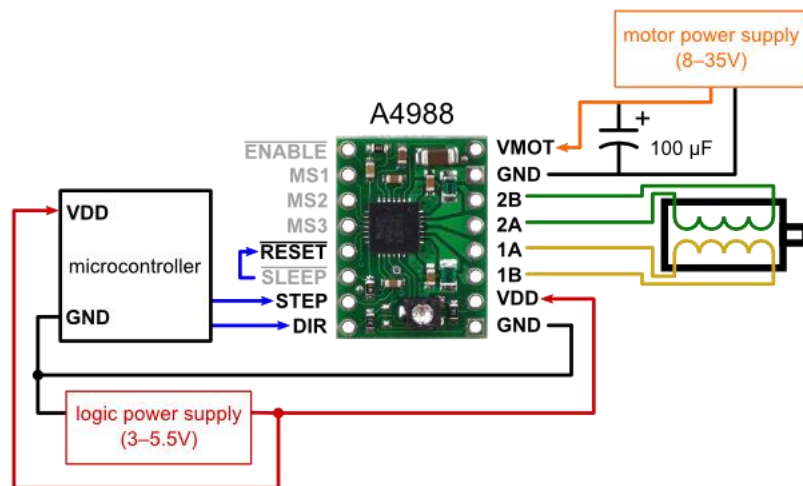 motor power supply
(8–35V)
A4988
ENABLE
VMOT
+
100 µF
MS1
GND
MS2
2B
VDD
MS3
2A
microcontroller
RESET
1A
SLEEP
1B
STEP
VDD
GND
DIR
GND
logic power supply
(3–5.5V)